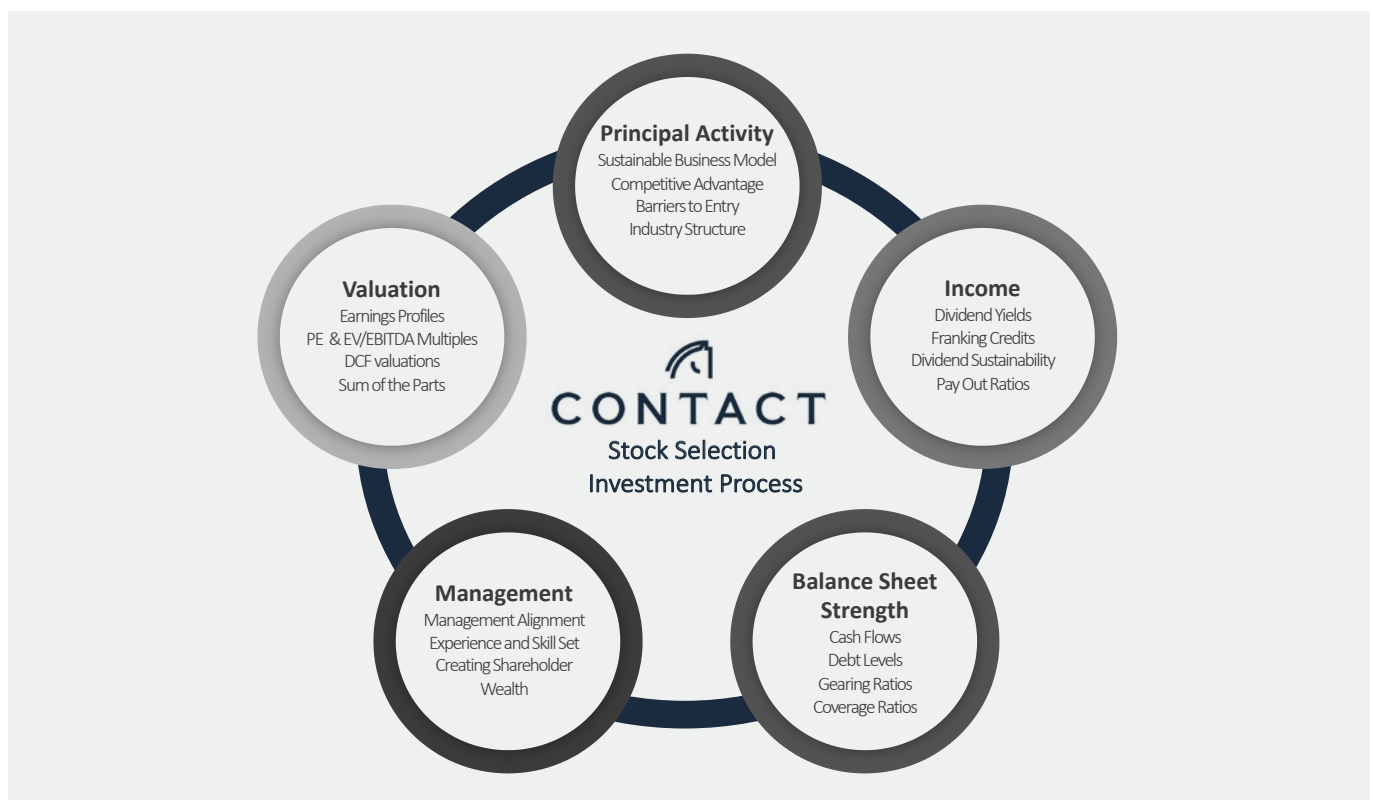 Principal Activity
Sustainable Business Model
Competitive Advantage
Barriers to Entry
Industry Structure
Income
Dividend Yields
Franking Credits
Dividend Sustainability
Pay Out Ratios
Balance Sheet
Strength
Cash Flows
Debt Levels
Gearing Ratios
Coverage Ratios
Management
Management Alignment
Experience and Skill Set
Creating Shareholder
Wealth
Valuation
Earnings Profiles
PE & EV/EBITDA Multiples
DCF valuations
Sum of the Parts
CONTACT
Stock Selection
Investment Process